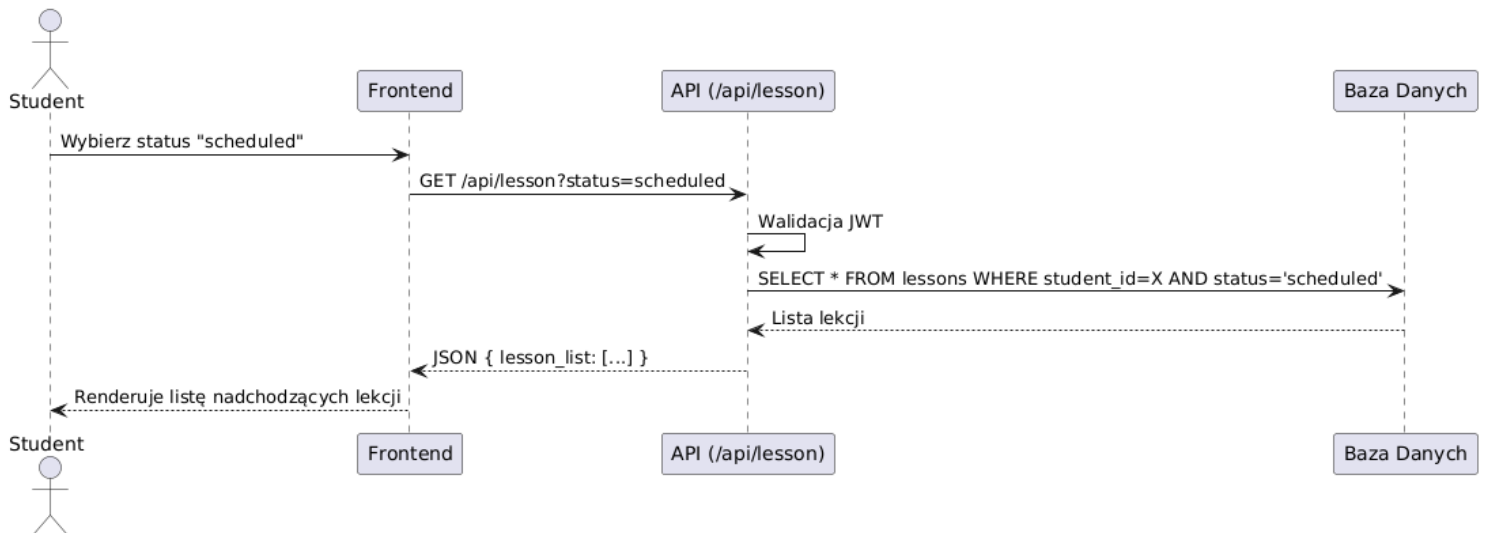 Student
Frontend
API (/api/lesson)
Baza Danych
Wybierz status "scheduled"
GET /api/lesson?status=scheduled
Walidacja JWT
SELECT * FROM lessons WHERE student_id=X AND status='scheduled'
Lista lekcji
JSON { lesson_list: [...] }
Renderuje listę nadchodzących lekcji
Student
Frontend
API (/api/lesson)
Baza Danych